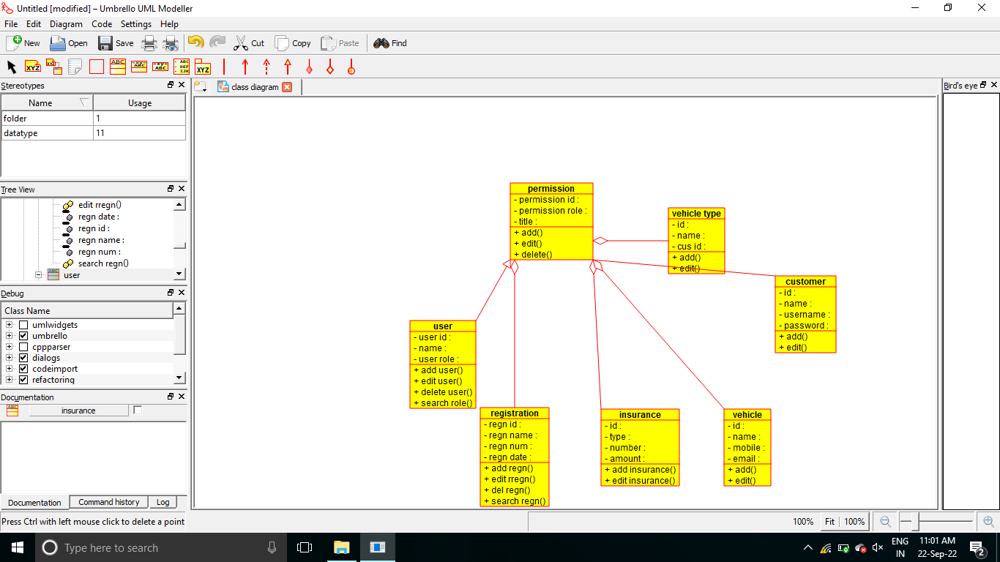 Untitled [modified] – Umbrello UML Modeller
File Edit Diagram Code Settings Help
New Open Save Cut Copy Paste Find
XYZ XYZ ABC -xy= ABC =xy= ABC - ABC - DEF - IJK XYZ
Stereotypes
class diagram
Bird's eye
Name Usage
folder 1
datatype 11
Tree View
edit rregn()
regn date :
regn id :
regn name :
regn num :
search regn()
user
Debug
Class Name
umlwidgets
umbrello
cppparser
dialogs
codeimport
refactoring
Documentation
insurance
Documentation Command history Log
permission
- permission id :
- permission role :
- title :
+ add()
+ edit()
+ delete()
vehicle type
- id :
- name :
- cus id :
+ add()
+ edit()
customer
- id :
- name :
- username :
- password :
+ add()
+ edit()
user
- user id :
- name :
- user role :
+ add user()
+ edit user()
+ delete user()
+ search role()
registration
- regn id :
- regn name :
- regn num :
- regn date :
+ add regn()
+ edit rregn()
+ del regn()
+ search regn()
insurance
- id :
- type :
- number :
- amount :
+ add insurance()
+ edit insurance()
vehicle
- id :
- name :
- mobile :
- email :
+ add()
+ edit()
Press Ctrl with left mouse click to delete a point
100% Fit 100%
Type here to search
ENG
IN
11:01 AM
22-Sep-22
2